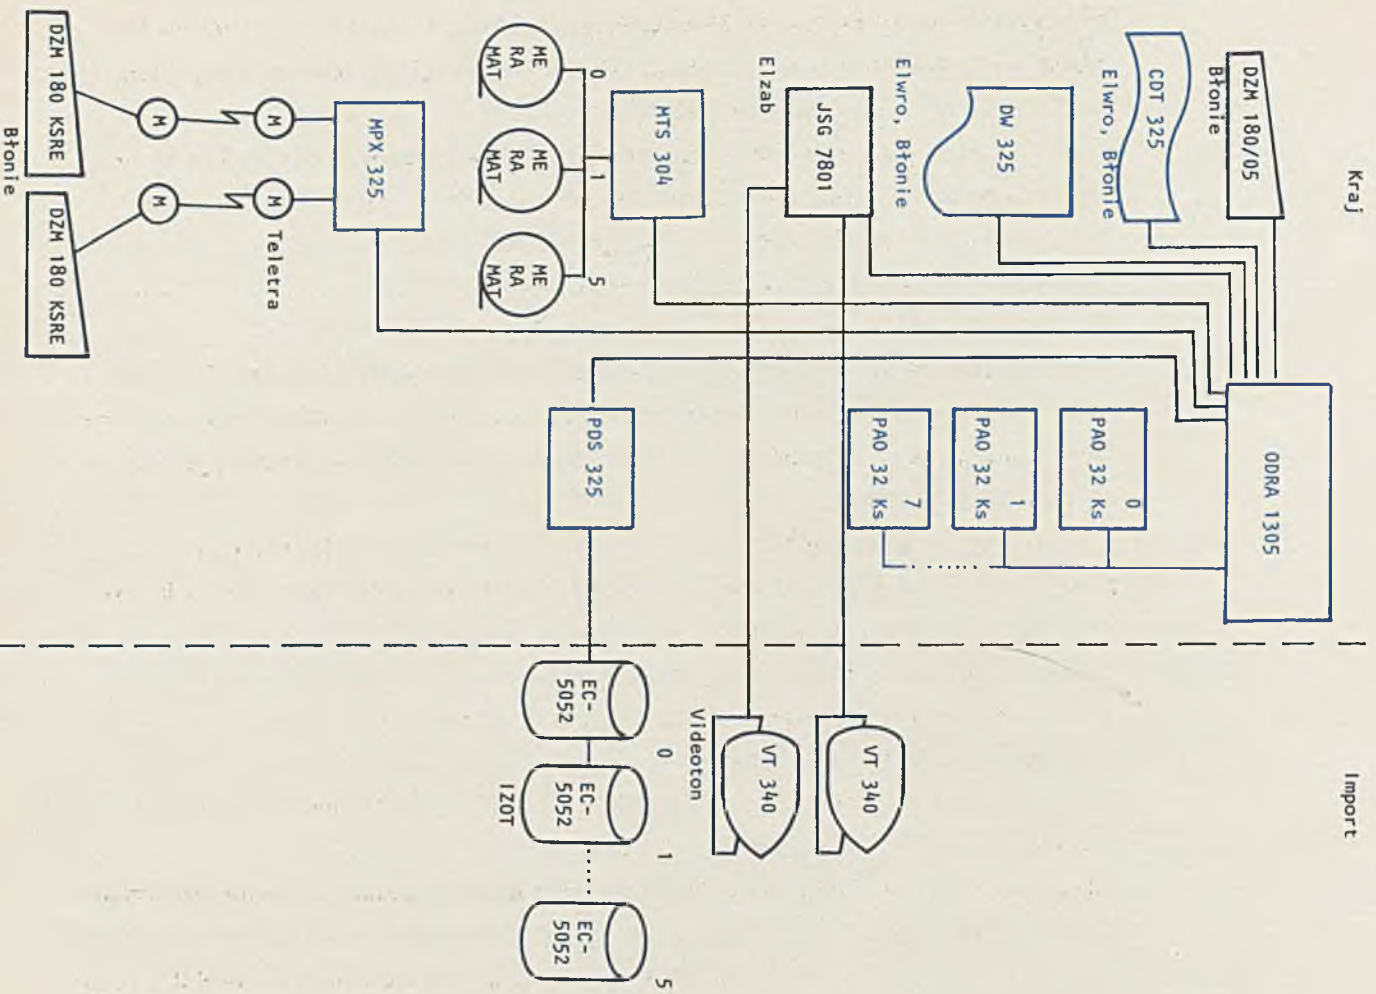 Kraj
Import
DZM 180/05
Błonie
CDT 325
Elwro, Błonie
DW 325
Elwro, Błonie
JSG 7801
Elzab
MTS 304
0
1
5
ME
RA
MAT
ME
RA
MAT
ME
RA
MAT
MPX-325
M
M
M
M
Teletra
DZM 180 KSRE
DZM 180 KSRE
Błonie
ODRA 1305
0
PAO 32 Ks
1
PAO 32 Ks
7
PAO 32 Ks
PDS 325
VT 340
VT 340
Videoton
EC-
5052
0
EC-
5052
1
EC-
5052
5
IZOT